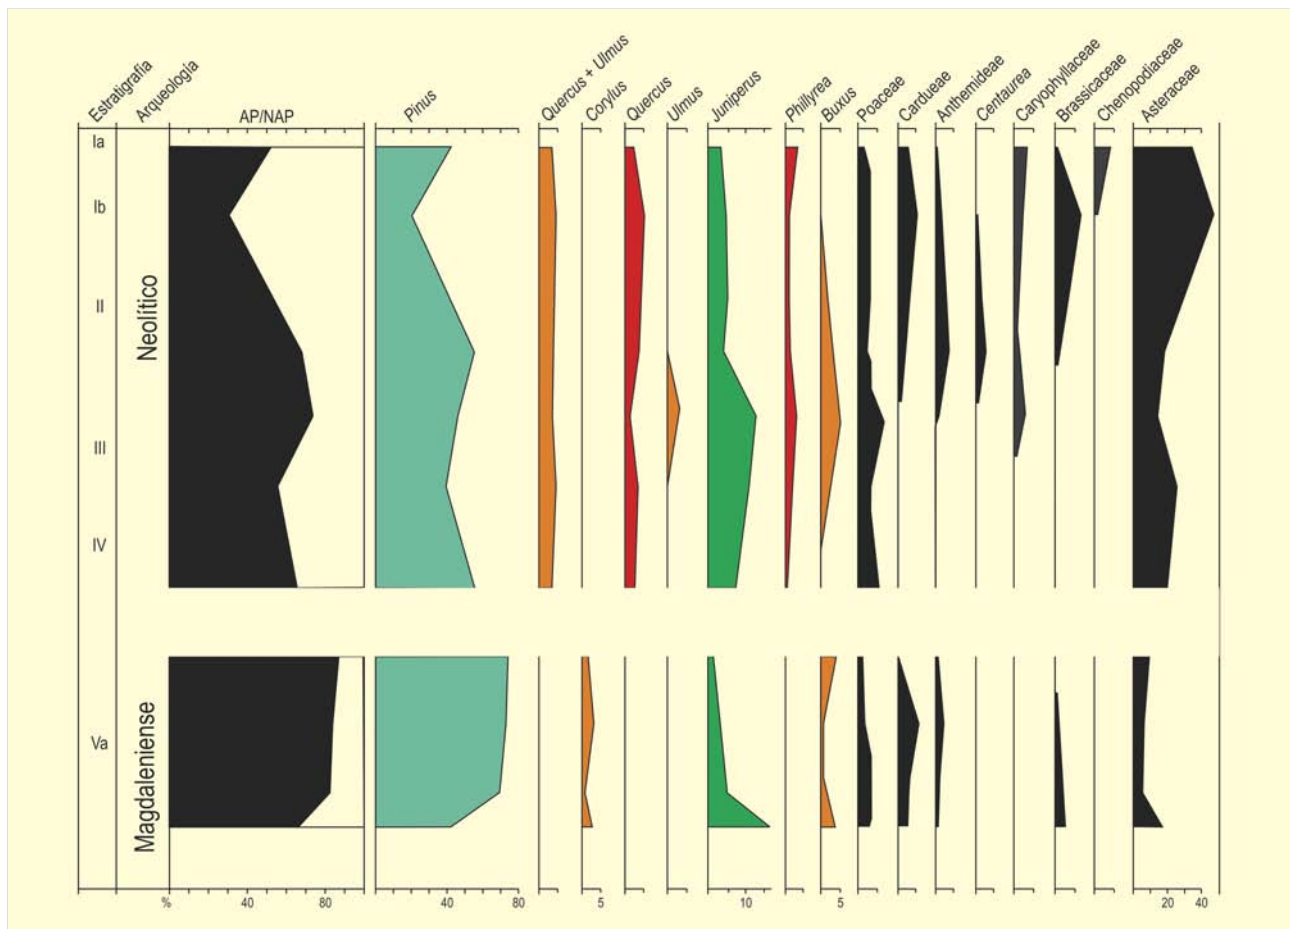 Estratigrafía
Arqueología
AP/NAP
Pinus
Quercus + Ulmus
Corylus
Quercus
Ulmus
Juniperus
Phillyrea
Buxus
Poaceae
Cardueae
Anthemideae
Centaurea
Caryophyllaceae
Brassicaceae
Chenopodiaceae
Asteraceae
Ia
Ib
II
III
IV
Va
Neolítico
Magdaleniense
% 40 80 40 80 5 10 5 20 40